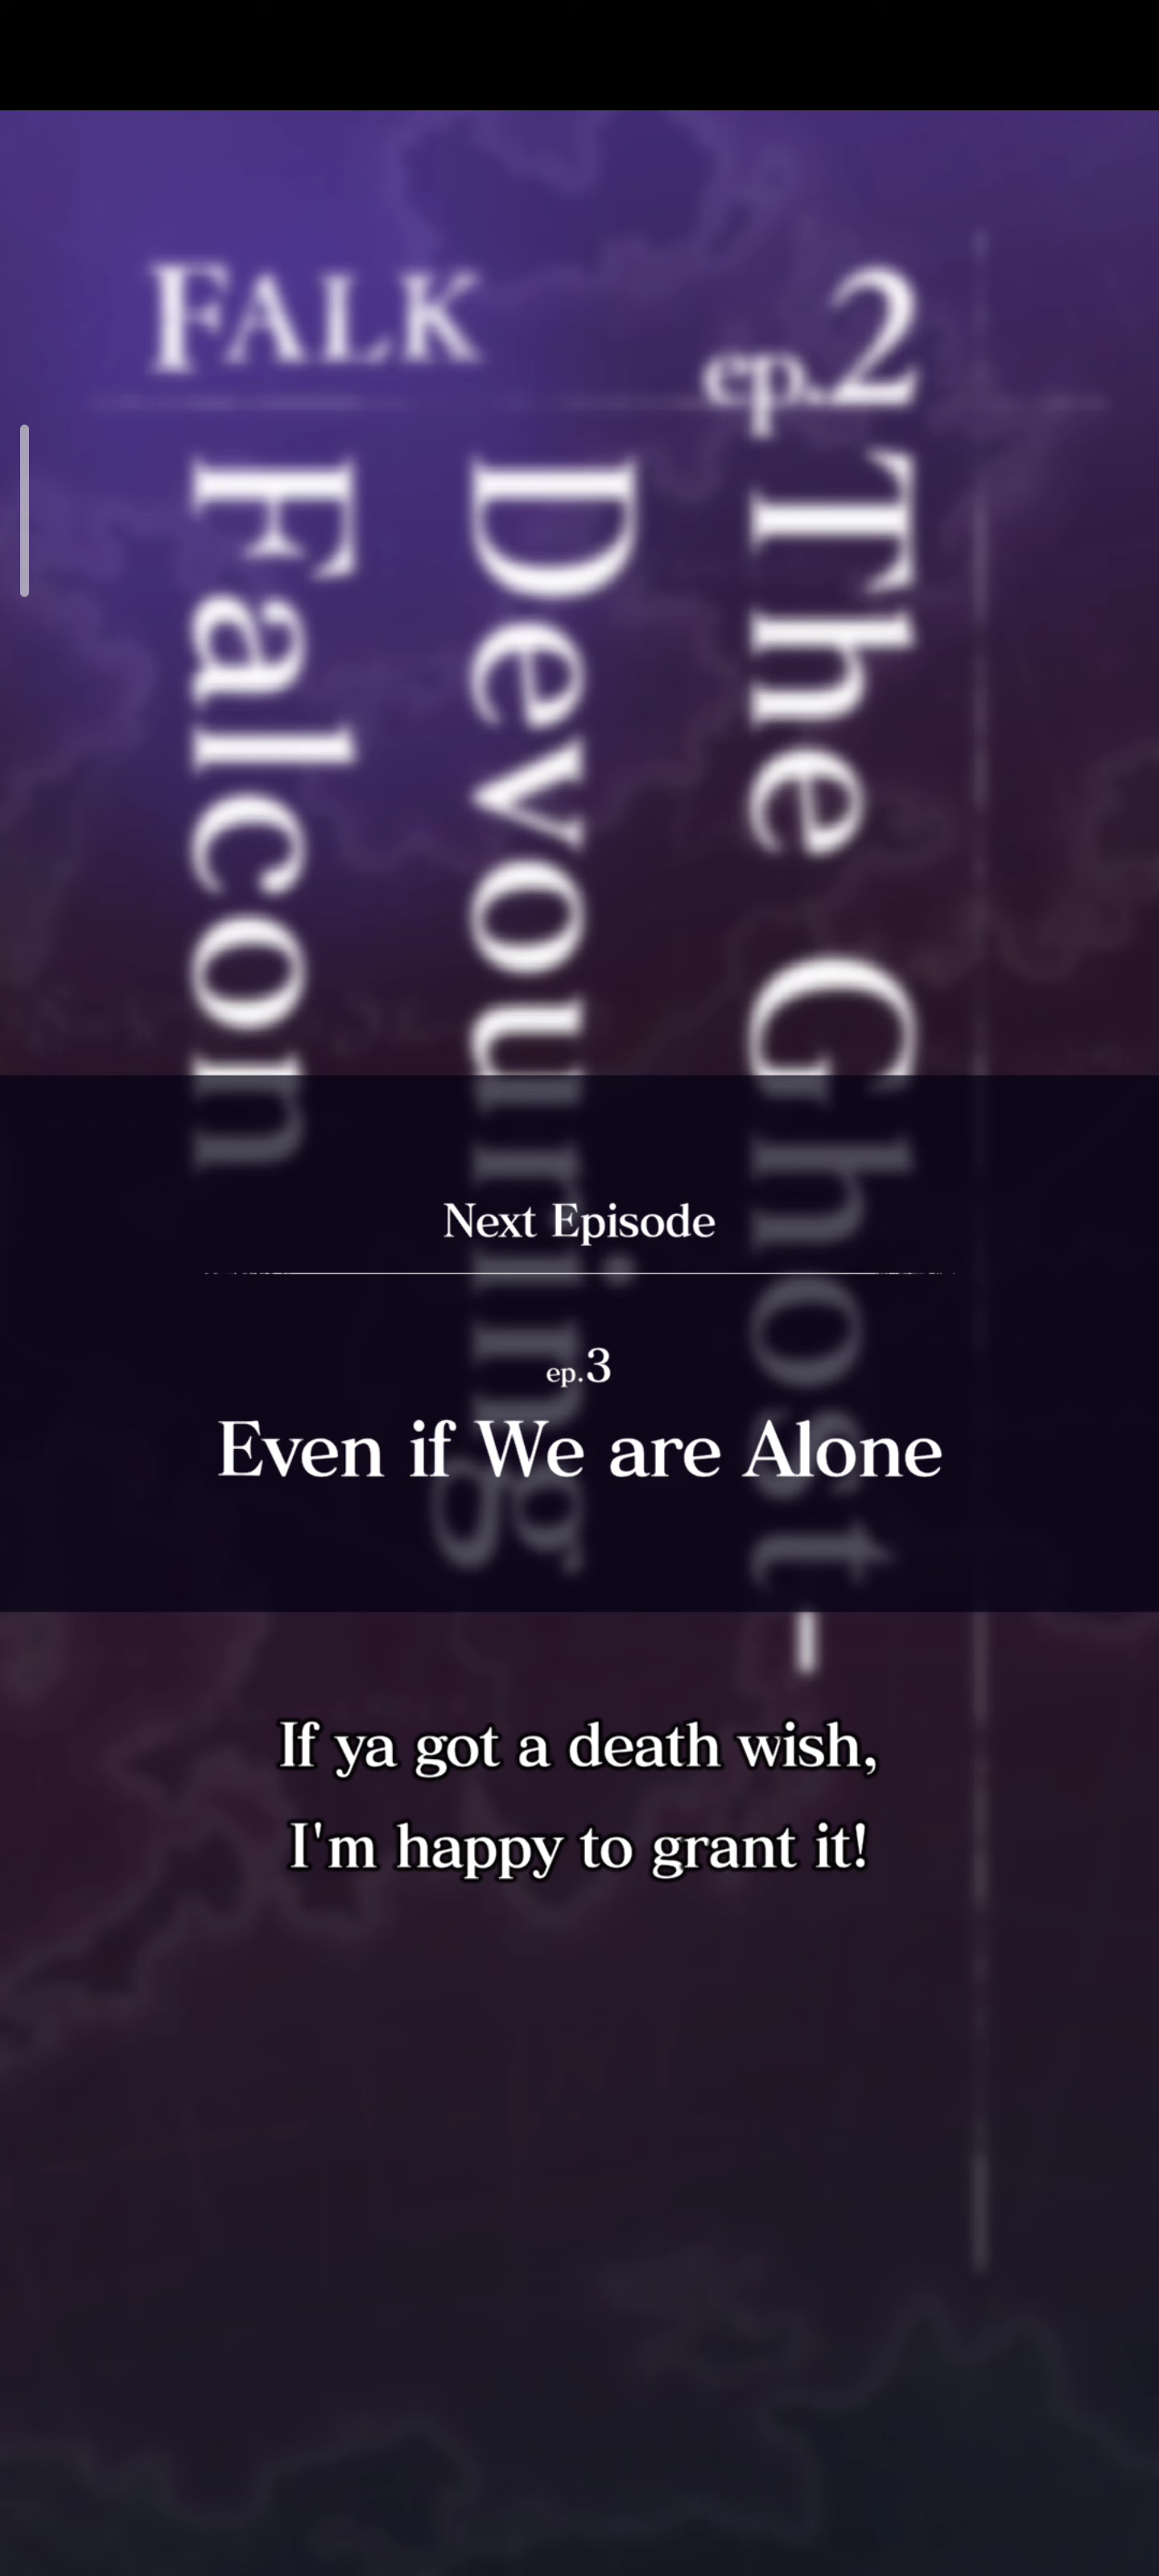 FALK
ep.2
The Ghost-
Devouring
Falcon
Next Episode
ep.3
Even if We are Alone
If ya got a death wish,
I'm happy to grant it!